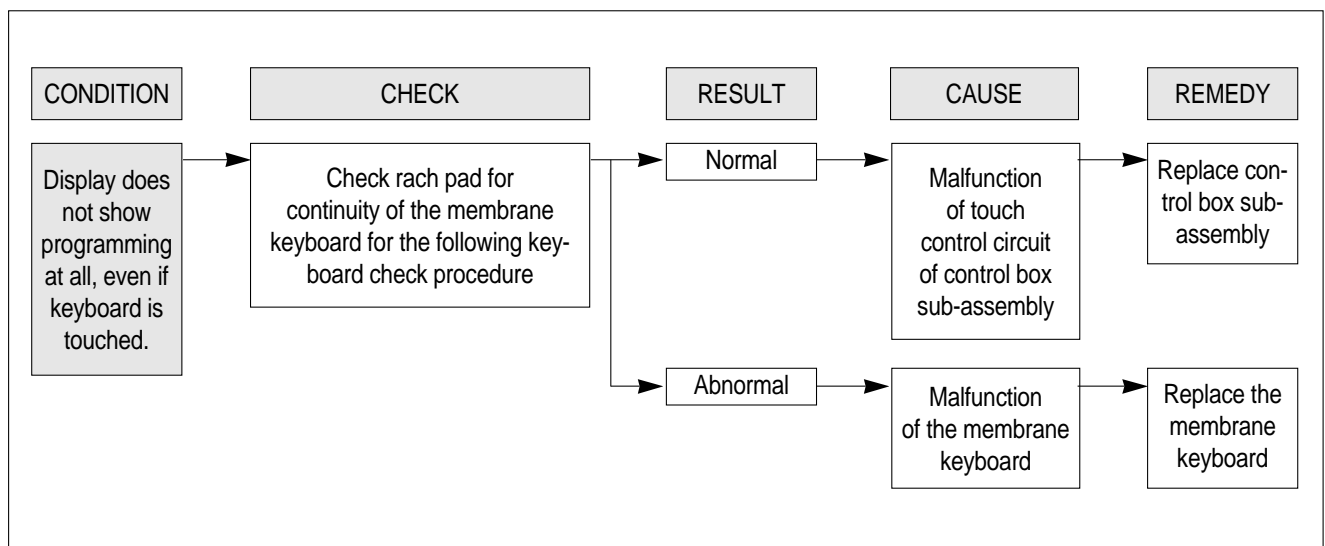 CONDITION
CHECK
RESULT
CAUSE
REMEDY
Display does
not show
programming
at all, even if
keyboard is
touched.
Check rach pad for
continuity of the membrane
keyboard for the following key-
board check procedure
Normal
Malfunction
of touch
control circuit
of control box
sub-assembly
Replace con-
trol box sub-
assembly
Abnormal
Malfunction
of the membrane
keyboard
Replace the
membrane
keyboard